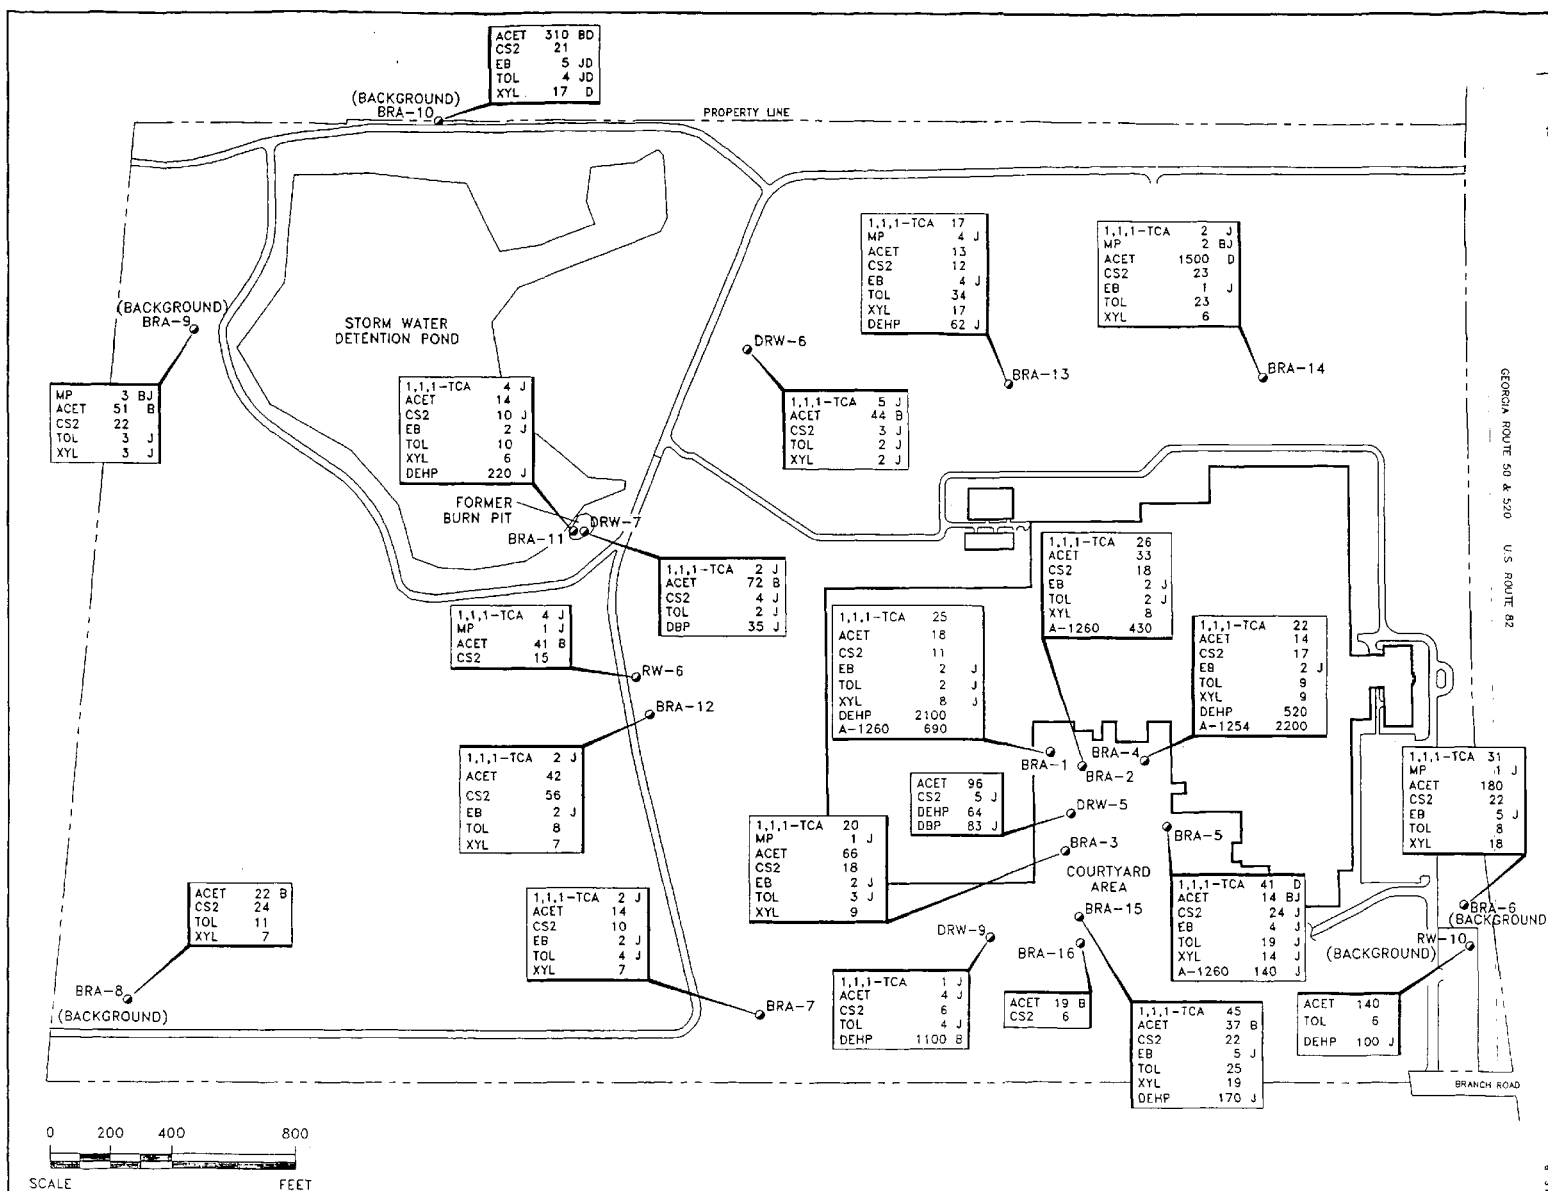 ACET 310 BD
CS2 21
EB 5 JD
TOL 4 JD
XYL 17 D
(BACKGROUND)
BRA-10
PROPERTY LINE
1,1,1-TCA 17
MP 4 J
ACET 13
CS2 12
EB 4 J
TOL 34
XYL 17
DEHP 62 J
BRA-13
1,1,1-TCA 2 J
MP 2 BJ
ACET 1500 D
CS2 23
EB 1 J
TOL 23
XYL 6
BRA-14
(BACKGROUND)
BRA-9
MP 3 BJ
ACET 51 B
CS2 22
TOL 3 J
XYL 3 J
STORM WATER
DETENTION POND
1,1,1-TCA 4 J
ACET 14
CS2 10 J
EB 2 J
TOL 10
XYL 6
DEHP 220 J
DRW-6
1,1,1-TCA 5 J
ACET 44 B
CS2 3 J
TOL 2 J
XYL 2 J
GEORGIA ROUTE 50 & 520 U.S. ROUTE 82
FORMER
BURN PIT
DRW-7
BRA-11
1,1,1-TCA 2 J
ACET 72 B
CS2 4 J
TOL 2 J
DBP 35 J
1,1,1-TCA 26
ACET 33
CS2 18
EB 2 J
TOL 2 J
XYL 8
A-1260 430
1,1,1-TCA 4 J
MP 1 J
ACET 41 B
CS2 15
RW-6
1,1,1-TCA 25
ACET 18
CS2 11
EB 2 J
TOL 2 J
XYL 8 J
DEHP 2100
A-1260 690
1,1,1-TCA 22
ACET 14
CS2 17
EB 2 J
TOL 9
XYL 9
DEHP 520
A-1254 2200
BRA-12
1,1,1-TCA 2 J
ACET 42
CS2 56
EB 2 J
TOL 8
XYL 7
BRA-1
BRA-2
BRA-4
1,1,1-TCA 31
MP 1 J
ACET 180
CS2 22
EB 5 J
TOL 8
XYL 18
ACET 96
CS2 5 J
DEHP 64
DBP 83 J
DRW-5
1,1,1-TCA 20
MP 1 J
ACET 66
CS2 18
EB 2 J
TOL 3 J
XYL 9
BRA-3
BRA-5
COURTYARD
AREA
1,1,1-TCA 41 D
ACET 14 BJ
CS2 24 J
EB 4 J
TOL 19 J
XYL 14 J
A-1260 140 J
BRA-6
(BACKGROUND
RW-10
(BACKGROUND)
ACET 22 B
CS2 24
TOL 11
XYL 7
BRA-8
(BACKGROUND)
1,1,1-TCA 2 J
ACET 14
CS2 10
EB 2 J
TOL 4 J
XYL 7
BRA-7
DRW-9
BRA-15
BRA-16
1,1,1-TCA 1 J
ACET 4 J
CS2 6
TOL 4 J
DEHP 1100 B
ACET 19 B
CS2 6
1,1,1-TCA 45
ACET 37 B
CS2 22
EB 5 J
TOL 25
XYL 19
DEHP 170 J
ACET 140
TOL 6
DEHP 100 J
BRANCH ROAD
0 200 400 800
SCALE FEET